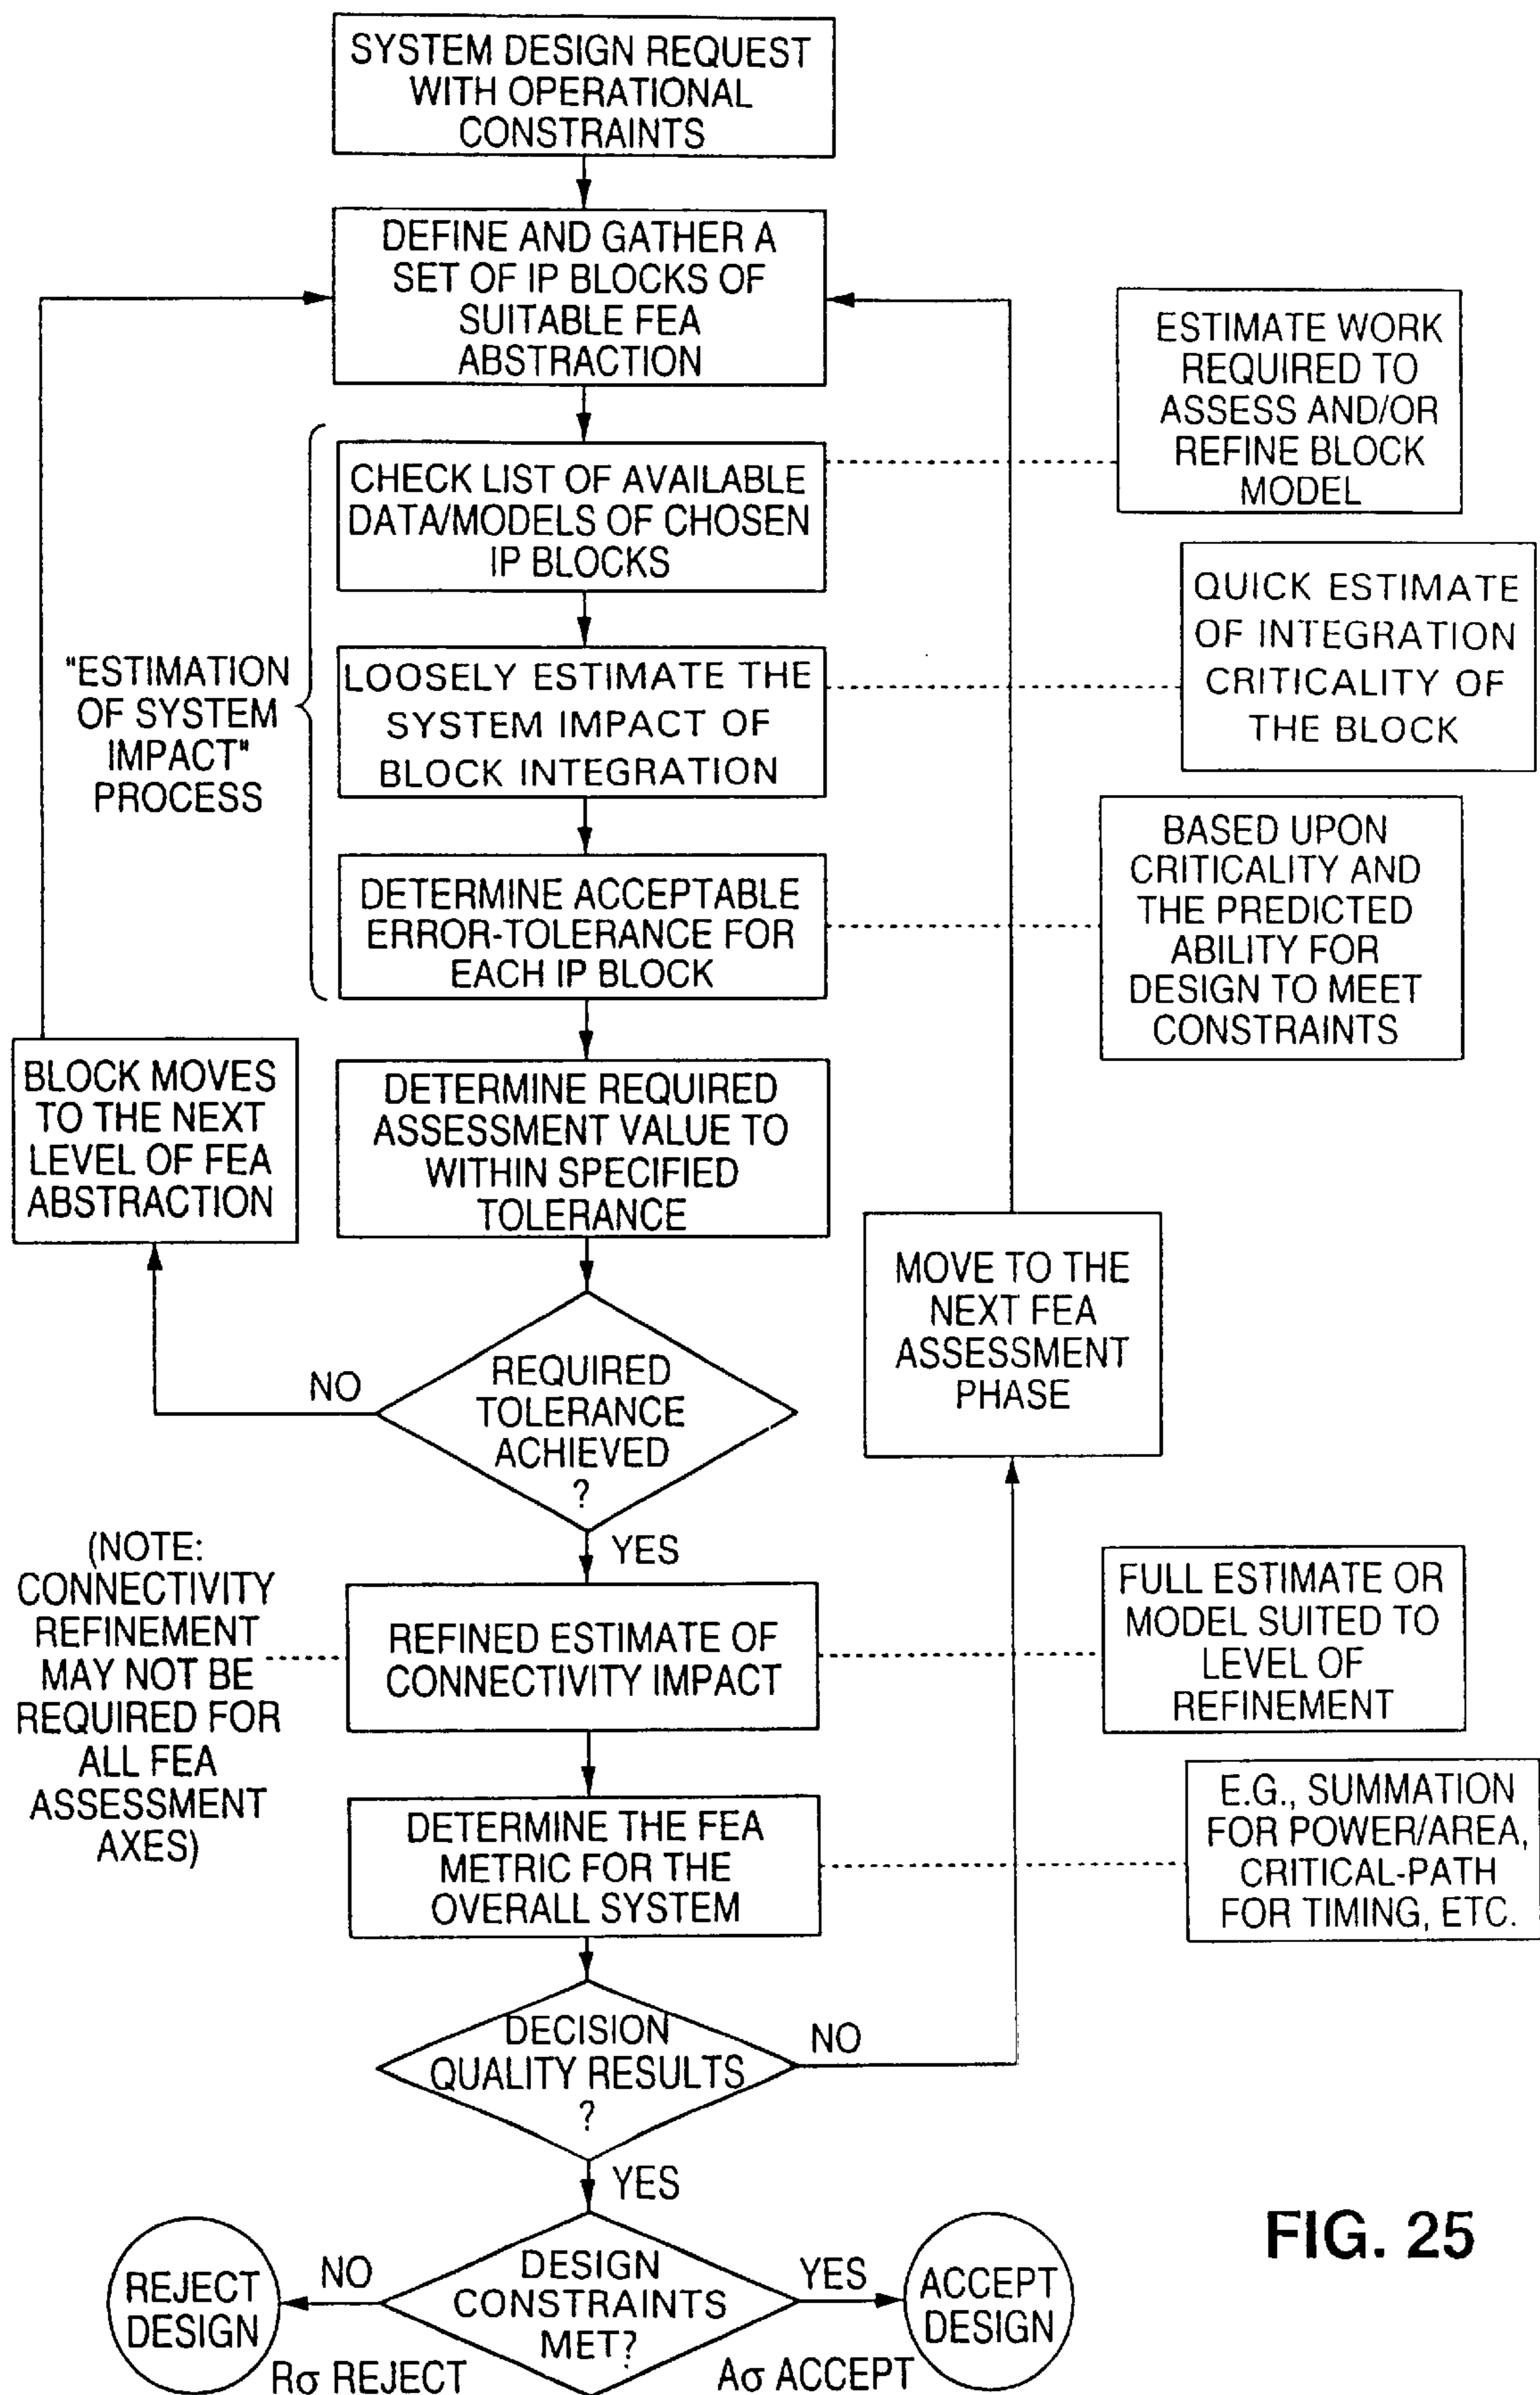 SYSTEM DESIGN REQUEST
WITH OPERATIONAL
CONSTRAINTS
DEFINE AND GATHER A
SET OF IP BLOCKS OF
SUITABLE FEA
ABSTRACTION
ESTIMATE WORK
REQUIRED TO
ASSESS AND/OR
REFINE BLOCK
MODEL
CHECK LIST OF AVAILABLE
DATA/MODELS OF CHOSEN
IP BLOCKS
QUICK ESTIMATE
OF INTEGRATION
CRITICALITY OF
THE BLOCK
"ESTIMATION
OF SYSTEM
IMPACT"
PROCESS
LOOSELY ESTIMATE THE
SYSTEM IMPACT OF
BLOCK INTEGRATION
BASED UPON
CRITICALITY AND
THE PREDICTED
ABILITY FOR
DESIGN TO MEET
CONSTRAINTS
DETERMINE ACCEPTABLE
ERROR-TOLERANCE FOR
EACH IP BLOCK
BLOCK MOVES
TO THE NEXT
LEVEL OF FEA
ABSTRACTION
DETERMINE REQUIRED
ASSESSMENT VALUE TO
WITHIN SPECIFIED
TOLERANCE
MOVE TO THE
NEXT FEA
ASSESSMENT
PHASE
NO
REQUIRED
TOLERANCE
ACHIEVED
?
YES
(NOTE:
CONNECTIVITY
REFINEMENT
MAY NOT BE
REQUIRED FOR
ALL FEA
ASSESSMENT
AXES)
REFINED ESTIMATE OF
CONNECTIVITY IMPACT
FULL ESTIMATE OR
MODEL SUITED TO
LEVEL OF
REFINEMENT
DETERMINE THE FEA
METRIC FOR THE
OVERALL SYSTEM
E.G., SUMMATION
FOR POWER/AREA,
CRITICAL-PATH
FOR TIMING, ETC.
DECISION
QUALITY RESULTS
?
NO
YES
REJECT
DESIGN
NO
DESIGN
CONSTRAINTS
MET?
YES
ACCEPT
DESIGN
Rσ REJECT
Aσ ACCEPT
FIG. 25